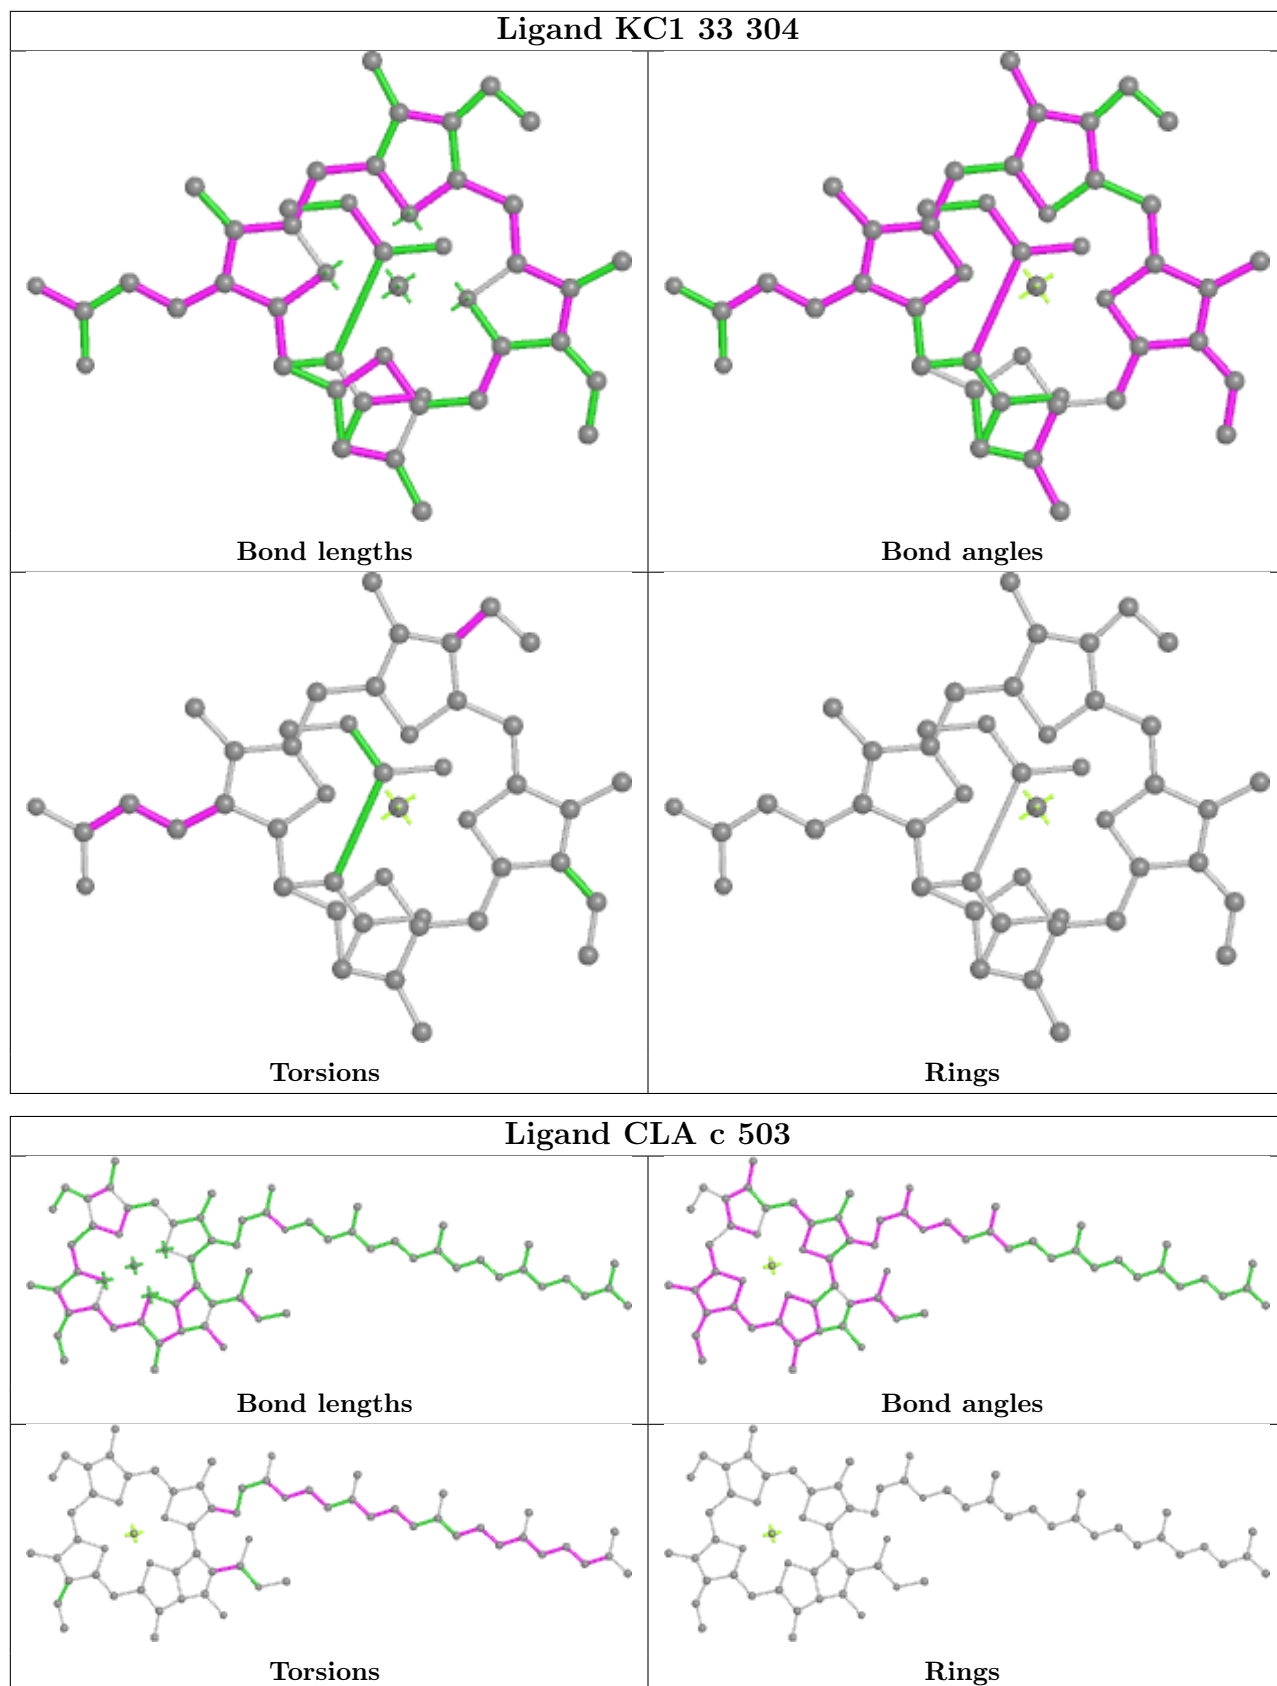 Ligand KC1 33 304
Bond lengths
Bond angles
Torsions
Rings
Ligand CLA c 503
Bond lengths
Bond angles
Torsions
Rings